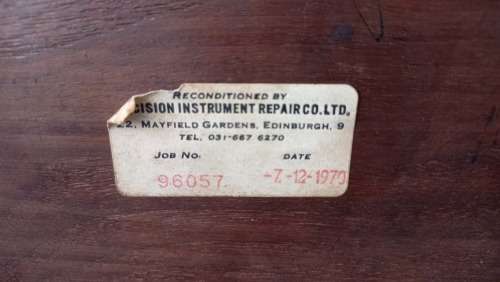 RECONDITIONED BY
CISION INSTRUMENT REPAIR CO. LTD.
22, MAYFIELD GARDENS, EDINBURGH, 9
TEL. 031-667 6270
JOB NO. DATE
96057. -7-12-1979